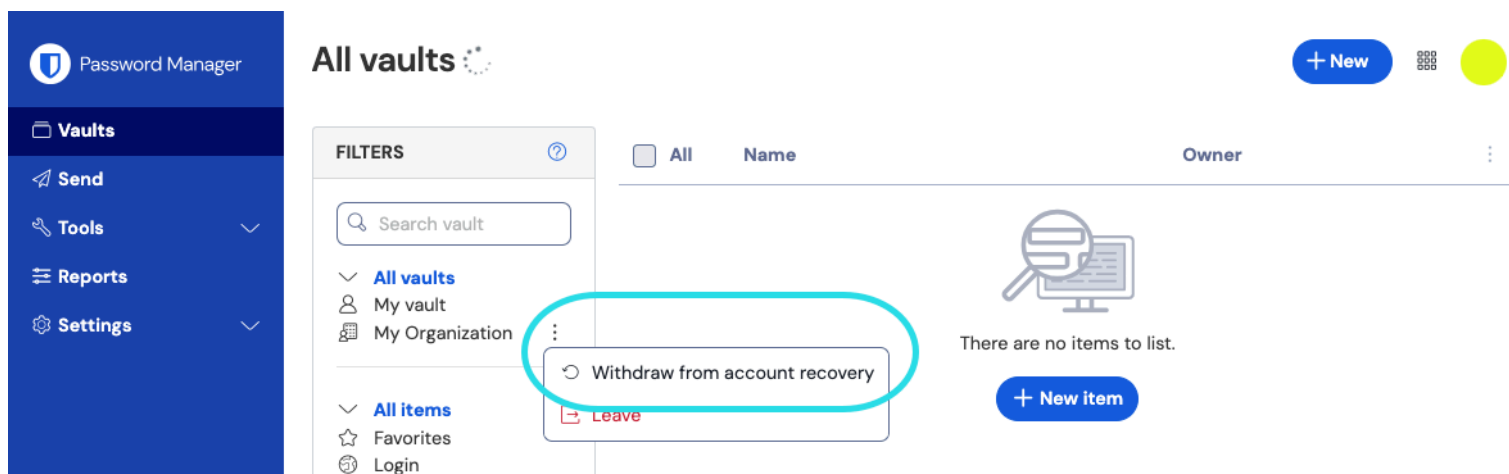 Password Manager
Vaults
Send
Tools
Reports
Settings
All vaults
New
FILTERS
Search vault
All vaults
My vault
My Organization
Withdraw from account recovery
Leave
All items
Favorites
Login
All Name Owner
There are no items to list.
New item